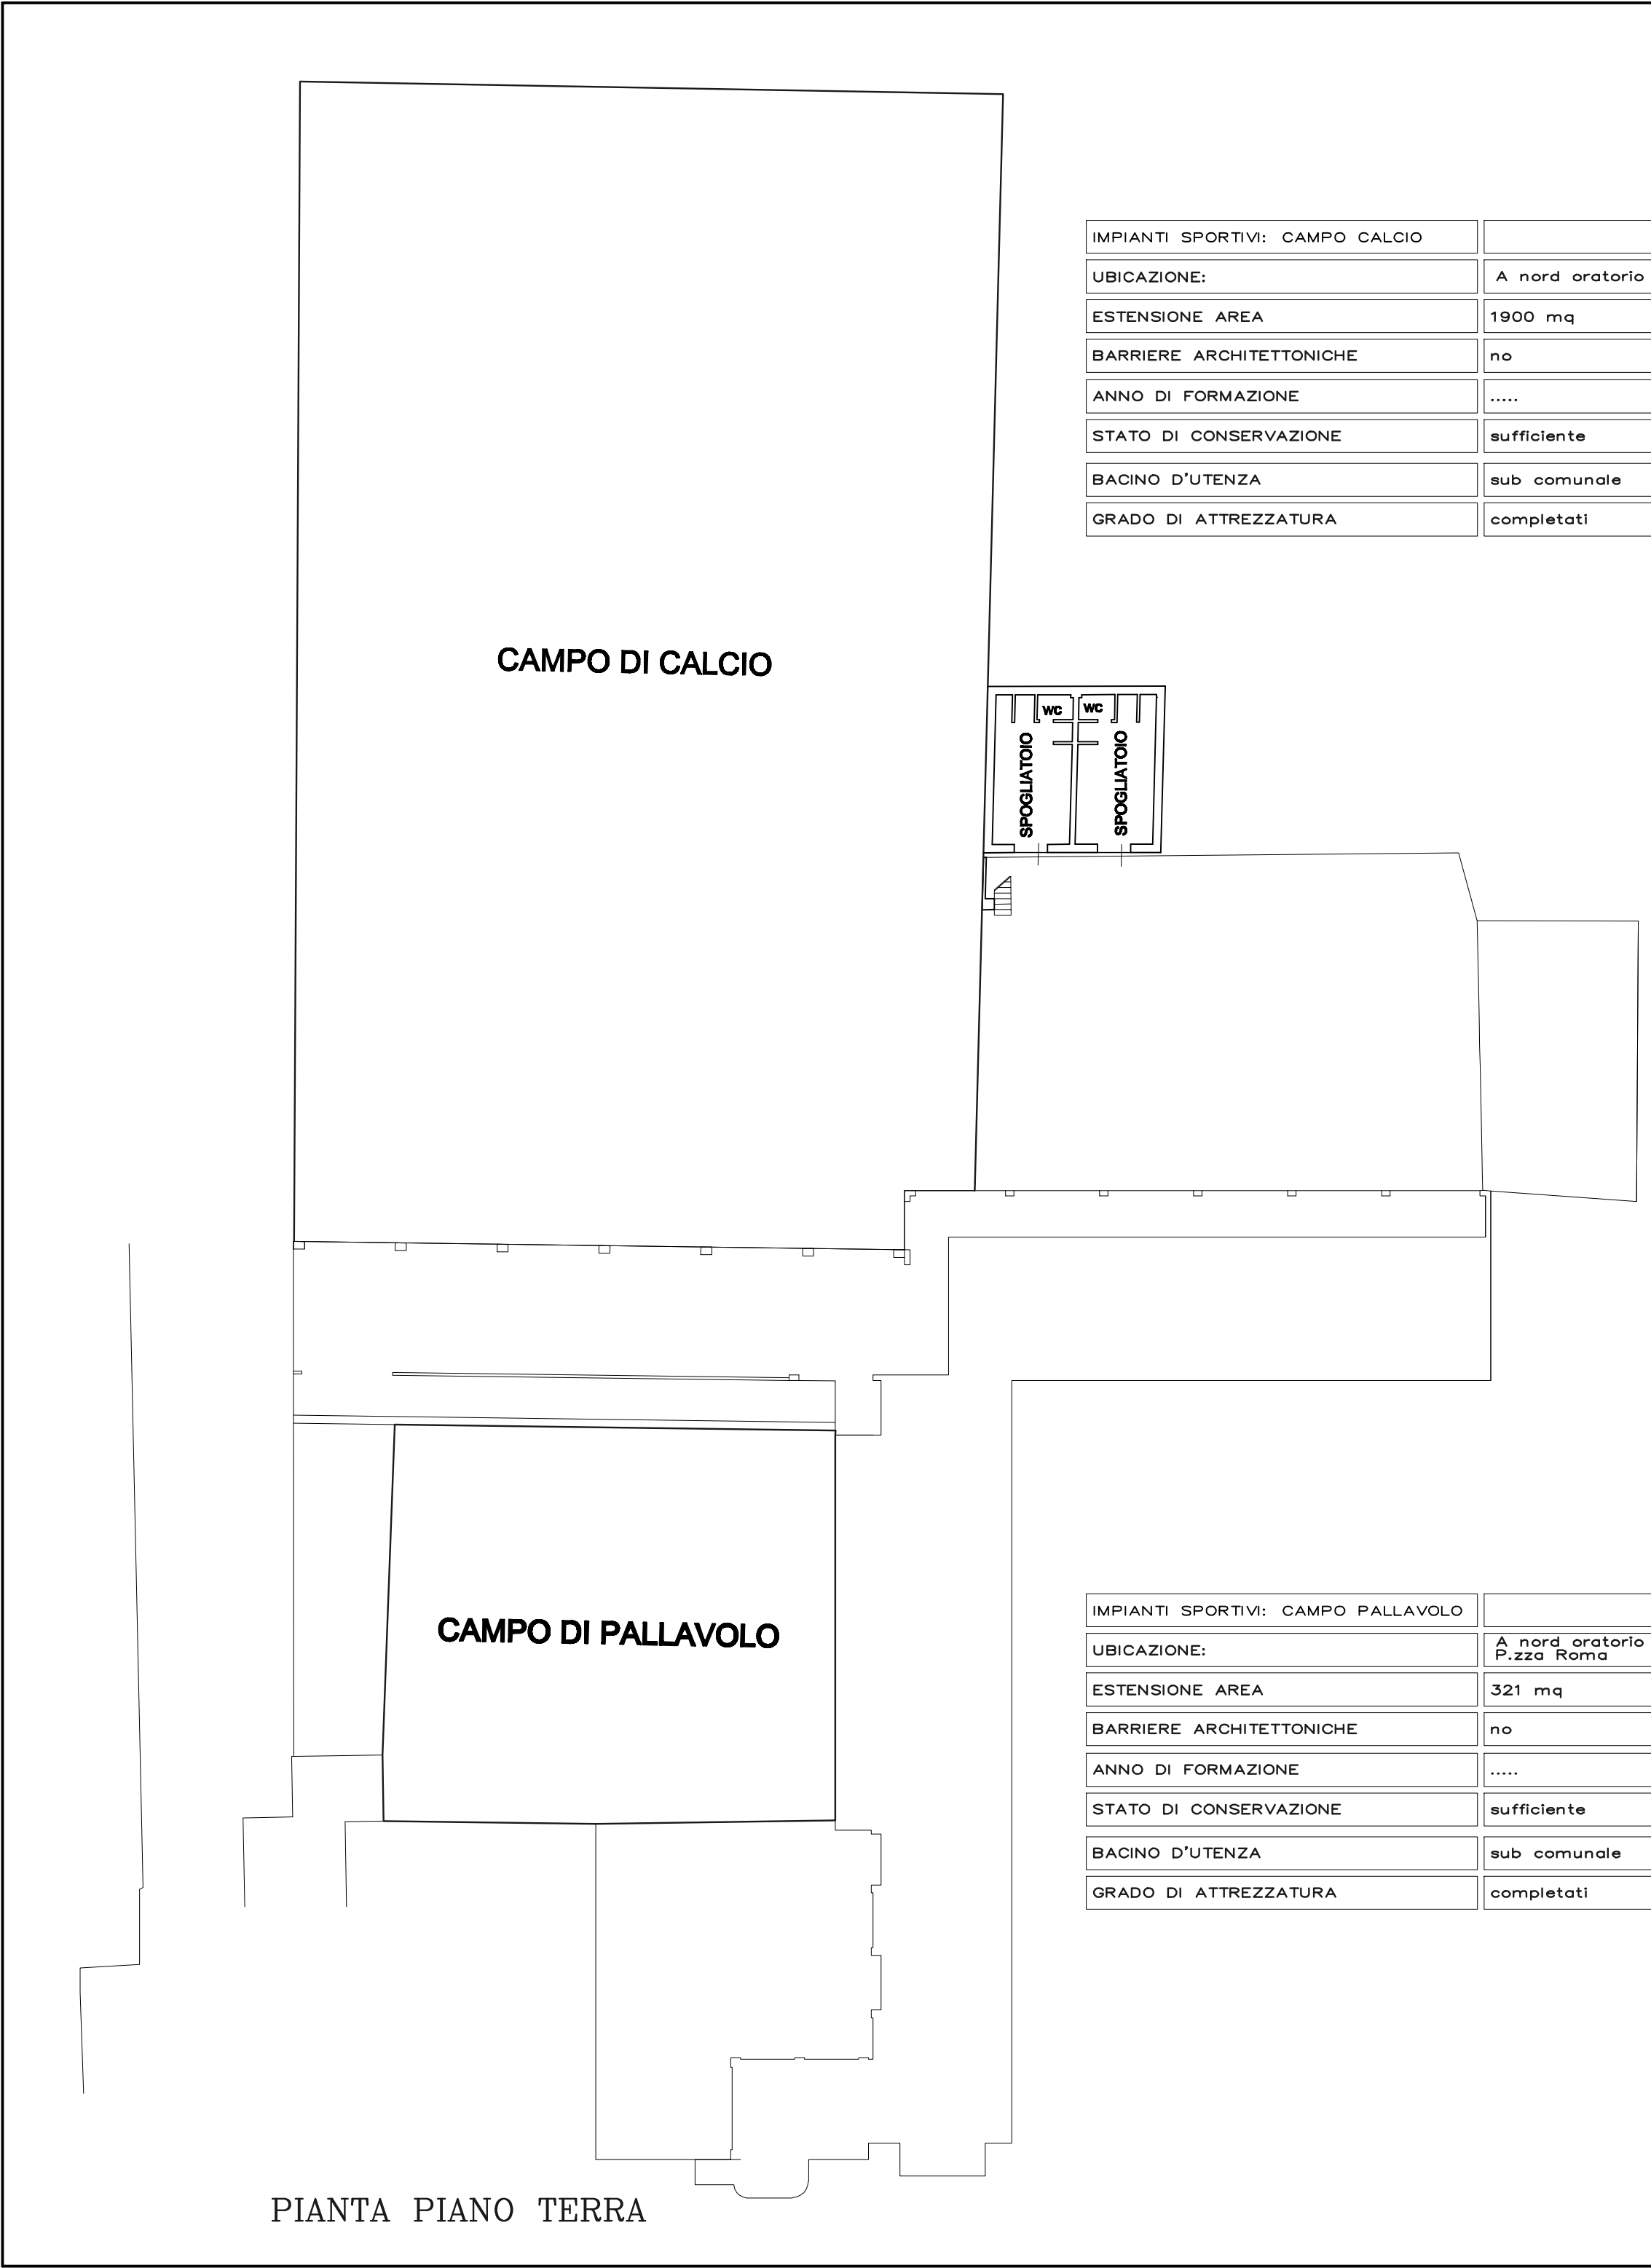 IMPIANTI SPORTIVI: CAMPO CALCIO
UBICAZIONE: A nord oratorio
ESTENSIONE AREA 1900 mq
BARRIERE ARCHITETTONICHE no
ANNO DI FORMAZIONE .....
STATO DI CONSERVAZIONE sufficiente
BACINO D'UTENZA sub comunale
GRADO DI ATTREZZATURA completati
CAMPO DI CALCIO
WC WC
SPOGLIATOIO
SPOGLIATOIO
CAMPO DI PALLAVOLO
IMPIANTI SPORTIVI: CAMPO PALLAVOLO
UBICAZIONE: A nord oratorio
P.zza Roma
ESTENSIONE AREA 321 mq
BARRIERE ARCHITETTONICHE no
ANNO DI FORMAZIONE .....
STATO DI CONSERVAZIONE sufficiente
BACINO D'UTENZA sub comunale
GRADO DI ATTREZZATURA completati
PIANTA PIANO TERRA